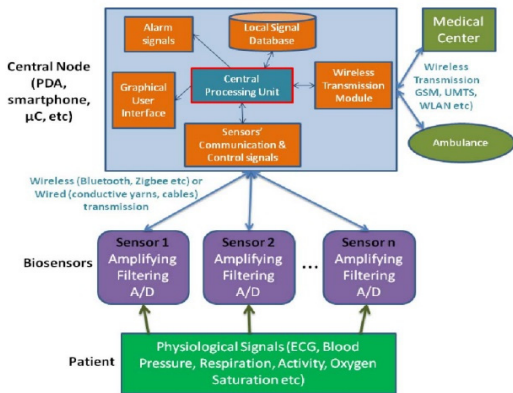 Central Node
(PDA,
smartphone,
μC, etc)
Alarm
signals
Local Signal
Database
Graphical
User
Interface
Central
Processing Unit
Wireless
Transmission
Module
Sensors'
Communication &
Control signals
Medical
Center
Wireless
Transmission
GSM, UMTS,
WLAN etc)
Ambulance
Wireless (Bluetooth, Zigbee etc) or
Wired (conductive yarns, cables)
transmission
Biosensors
Sensor 1
Amplifying
Filtering
A/D
Sensor 2
Amplifying
Filtering
A/D
...
Sensor n
Amplifying
Filtering
A/D
Patient
Physiological Signals (ECG, Blood
Pressure, Respiration, Activity, Oxygen
Saturation etc)